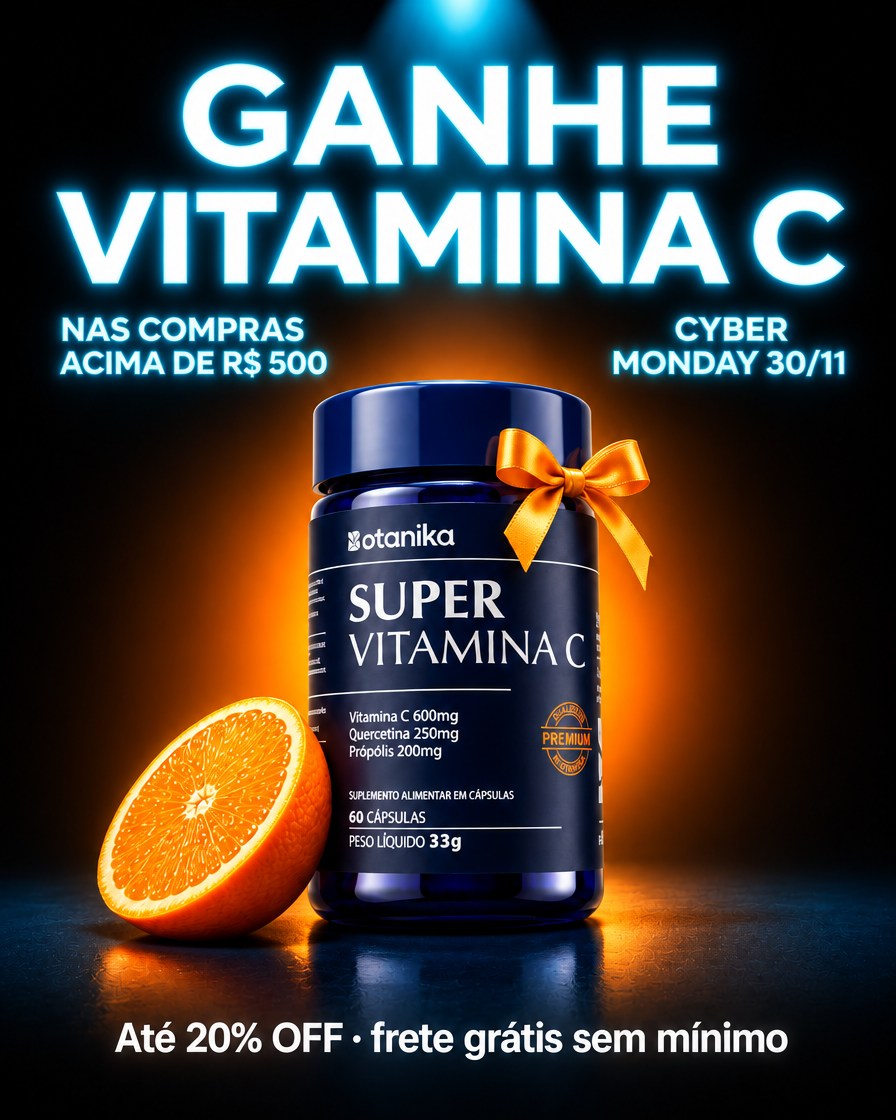 GANHE
VITAMINA C
NAS COMPRAS
ACIMA DE R$ 500
CYBER
MONDAY 30/11
Botanika
SUPER
VITAMINA C
Vitamina C 600mg
Quercetina 250mg
Própolis 200mg
PREMIUM
SUPLEMENTO ALIMENTAR EM CÁPSULAS
60 CÁPSULAS
PESO LÍQUIDO 33g
Até 20% OFF · frete grátis sem mínimo